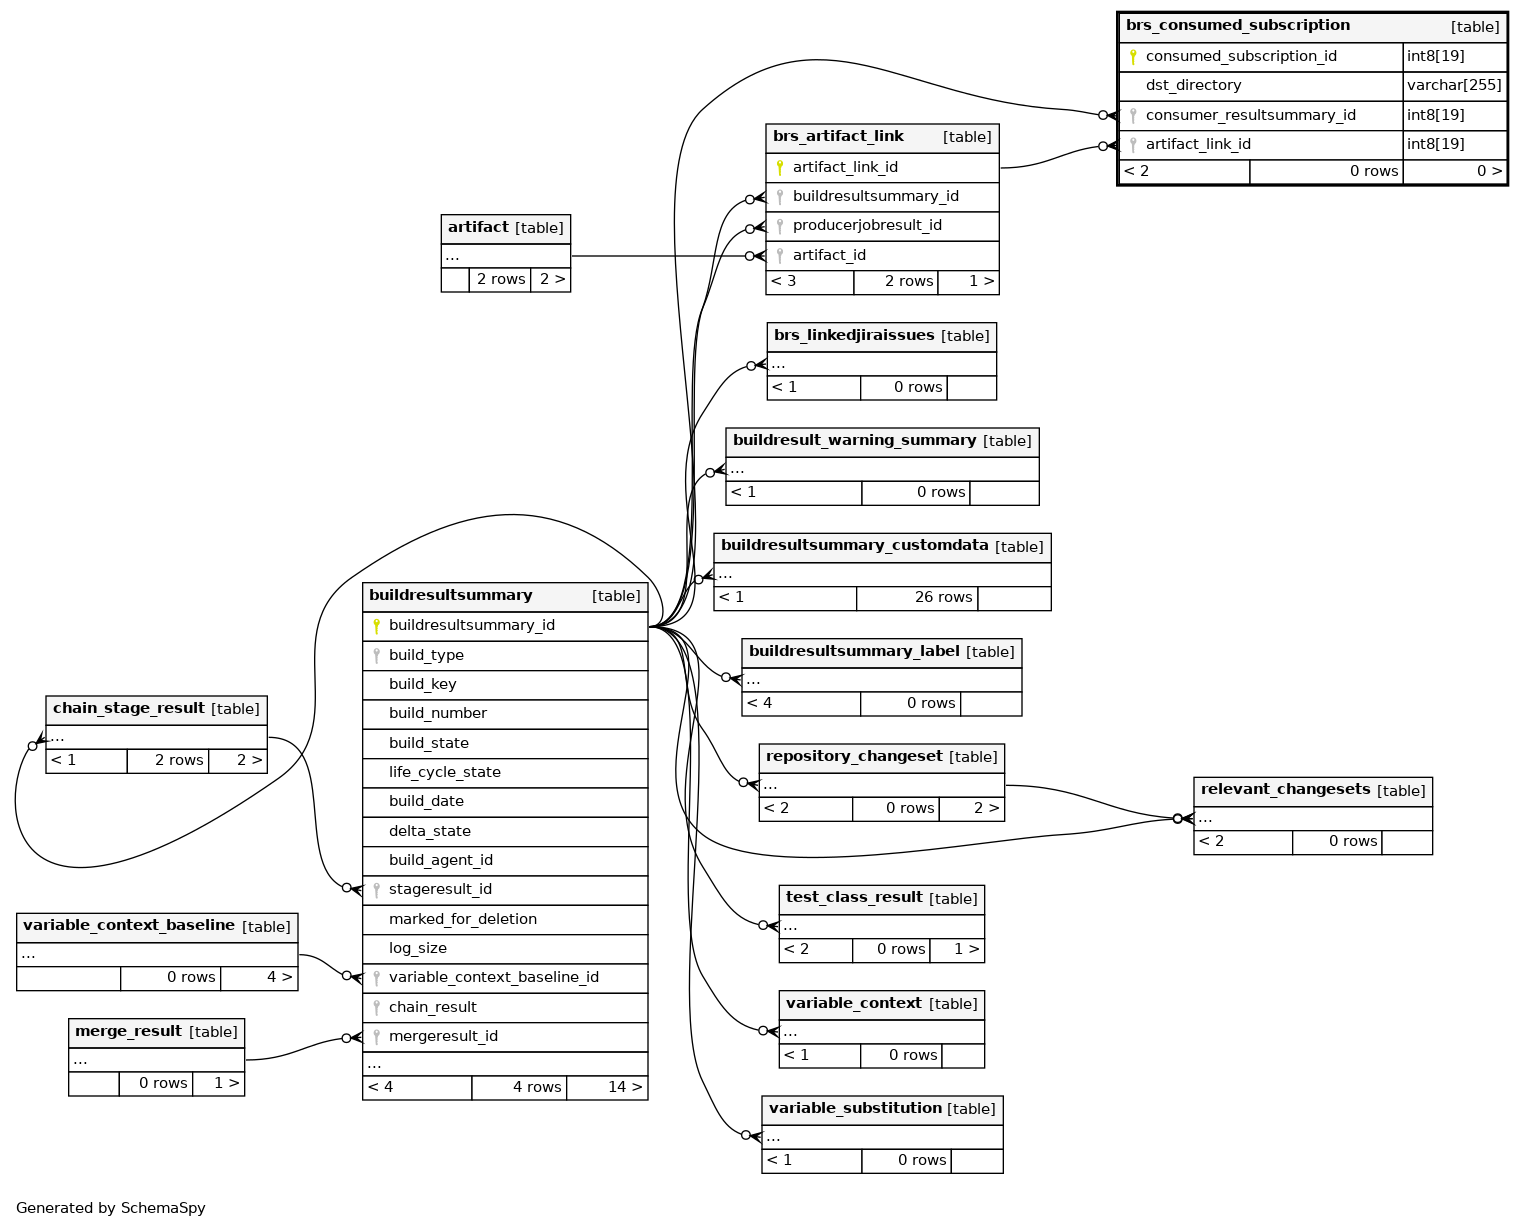 brs_consumed_subscription [table]
consumed_subscription_id int8[19]
dst_directory varchar[255]
consumer_resultsummary_id int8[19]
artifact_link_id int8[19]
< 2 0 rows 0 >
brs_artifact_link [table]
artifact_link_id
buildresultsummary_id
producerjobresult_id
artifact_id
< 3 2 rows 1 >
artifact [table]
...
2 rows 2 >
brs_linkedjiraissues [table]
...
< 1 0 rows
buildresult_warning_summary [table]
...
< 1 0 rows
buildresultsummary_customdata [table]
...
< 1 26 rows
buildresultsummary [table]
buildresultsummary_id
build_type
build_key
build_number
build_state
life_cycle_state
build_date
delta_state
build_agent_id
stageresult_id
marked_for_deletion
log_size
variable_context_baseline_id
chain_result
mergeresult_id
...
< 4 4 rows 14 >
buildresultsummary_label [table]
...
< 4 0 rows
chain_stage_result [table]
...
< 1 2 rows 2 >
repository_changeset [table]
...
< 2 0 rows 2 >
relevant_changesets [table]
...
< 2 0 rows
test_class_result [table]
...
< 2 0 rows 1 >
variable_context_baseline [table]
...
0 rows 4 >
variable_context [table]
...
< 1 0 rows
merge_result [table]
...
0 rows 1 >
variable_substitution [table]
...
< 1 0 rows
Generated by SchemaSpy